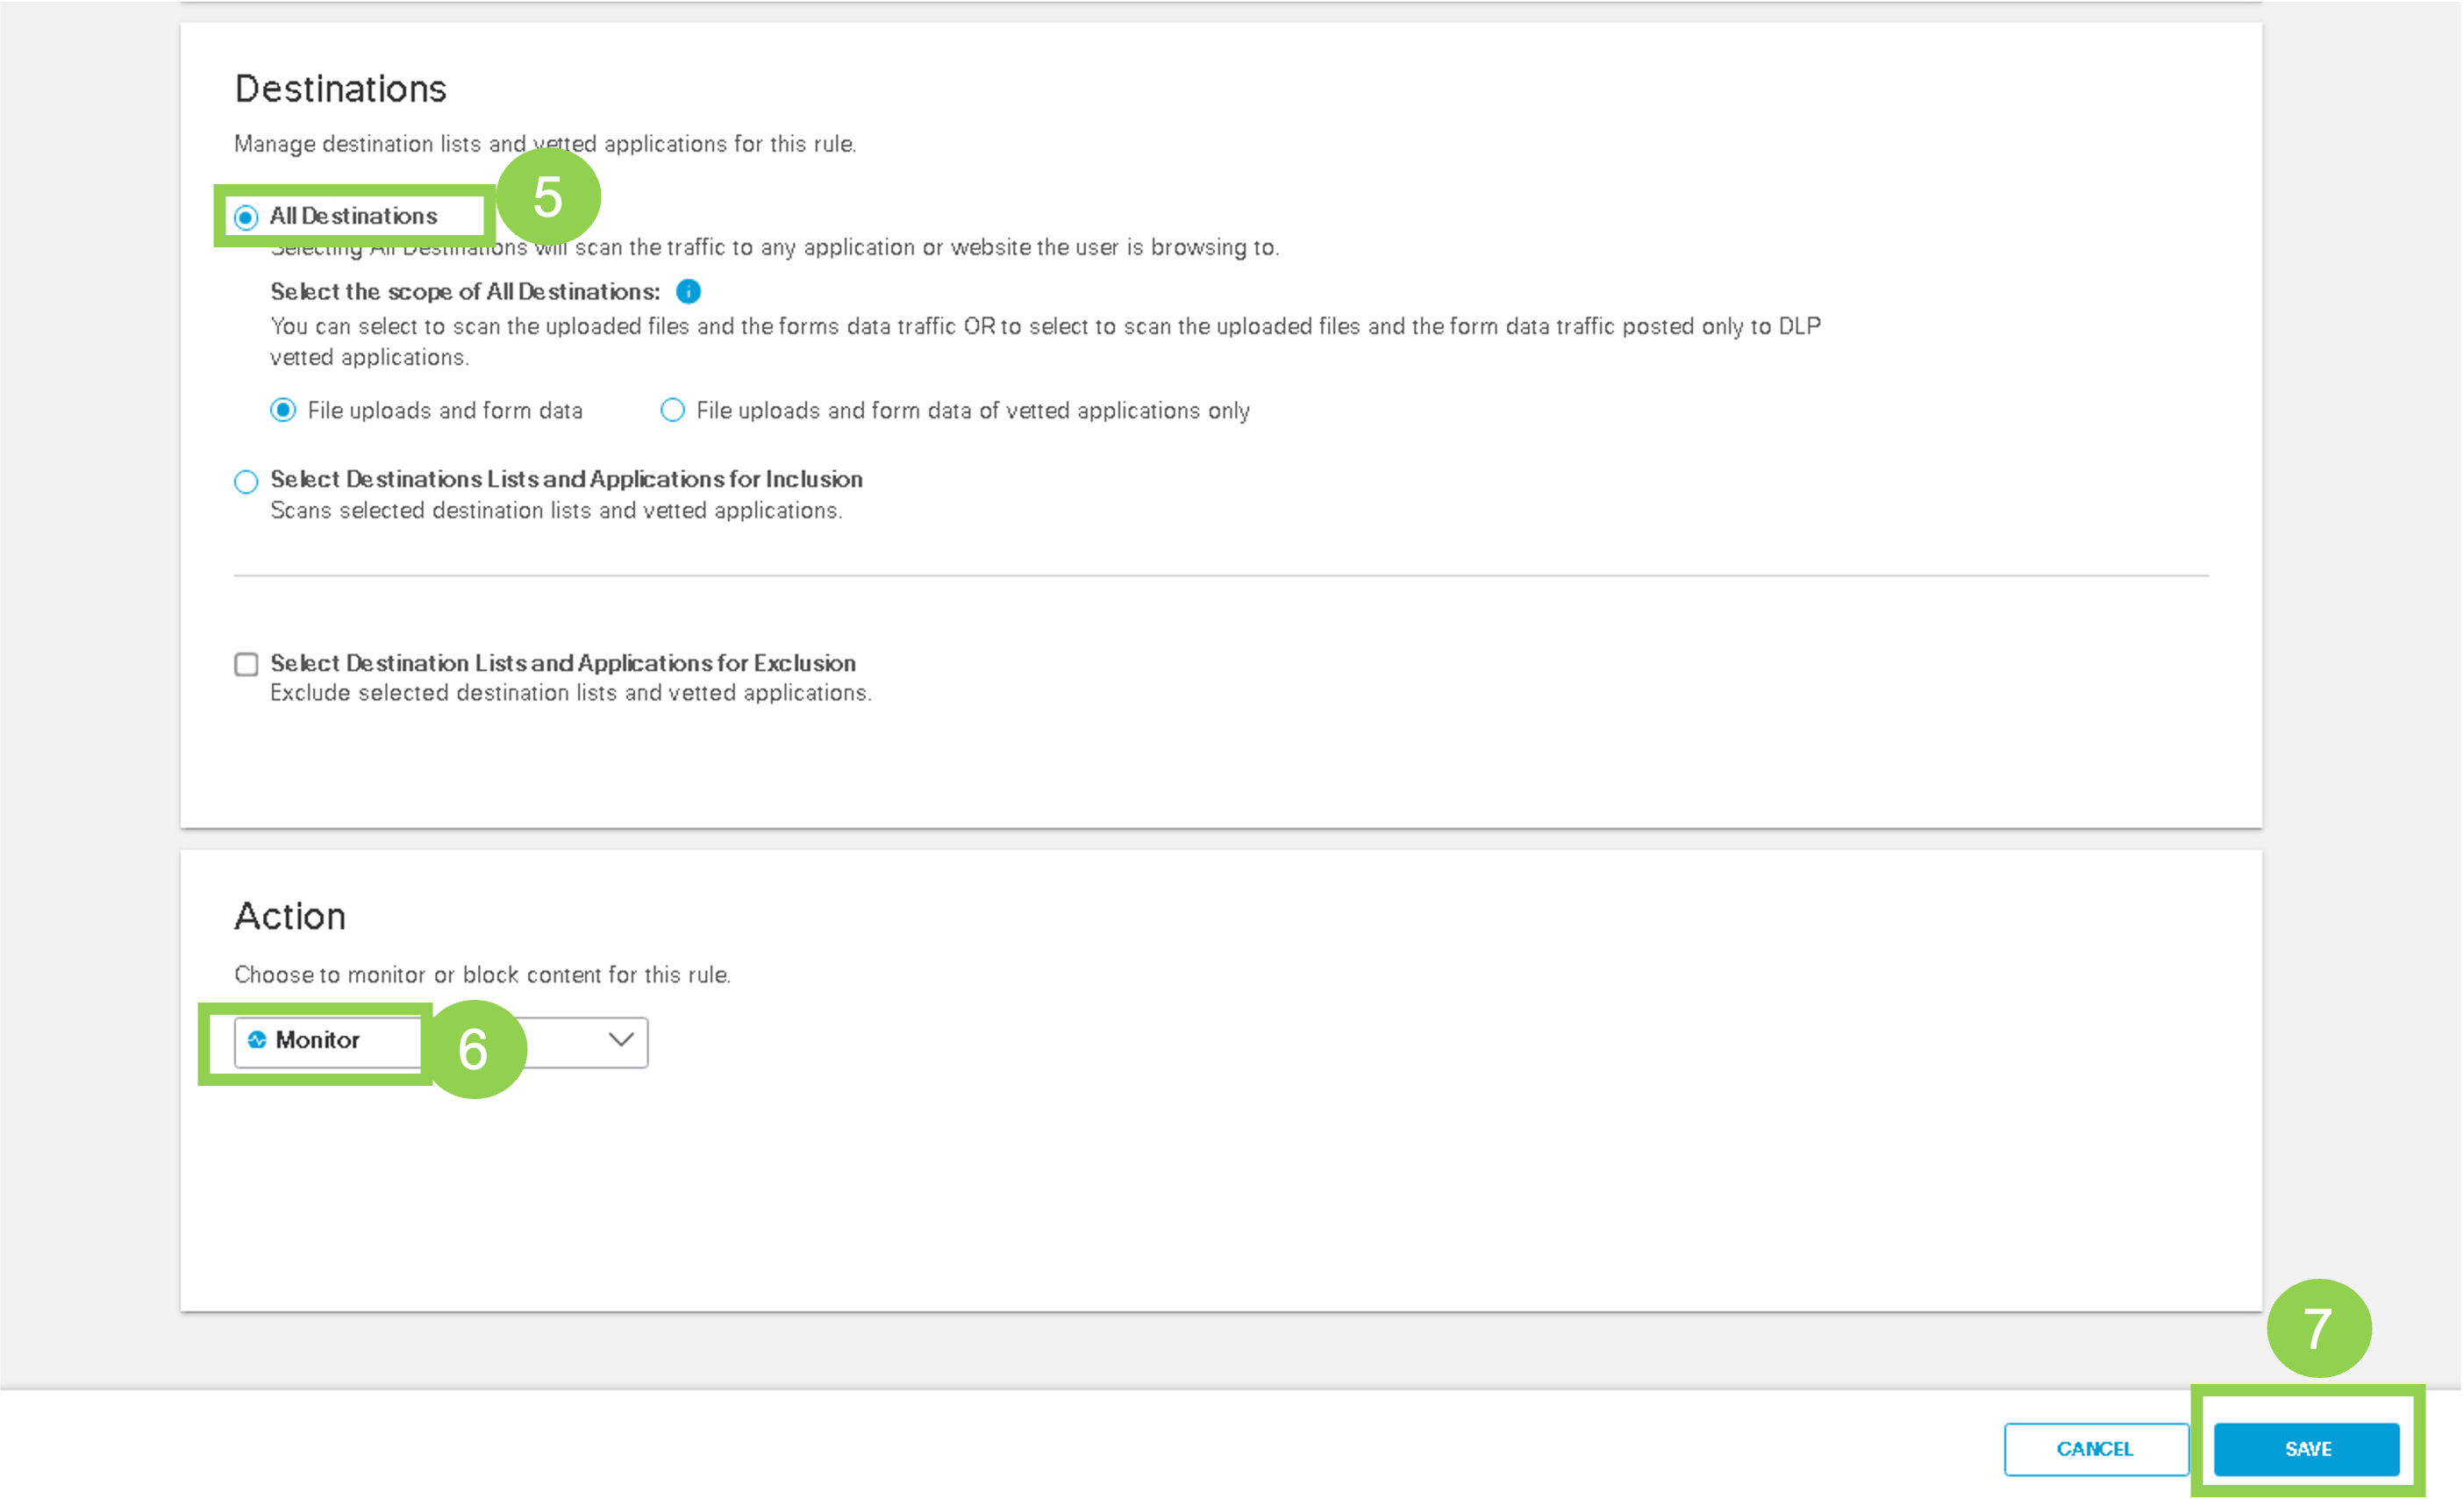 Destinations
Manage destination lists and vetted applications for this rule.
All Destinations
5
Selecting All Destinations will scan the traffic to any application or website the user is browsing to.
Select the scope of All Destinations:
You can select to scan the uploaded files and the forms data traffic OR to select to scan the uploaded files and the form data traffic posted only to DLP
vetted applications.
File uploads and form data
File uploads and form data of vetted applications only
Select Destinations Lists and Applications for Inclusion
Scans selected destination lists and vetted applications.
Select Destination Lists and Applications for Exclusion
Exclude selected destination lists and vetted applications.
Action
Choose to monitor or block content for this rule.
Monitor
6
7
CANCEL
SAVE